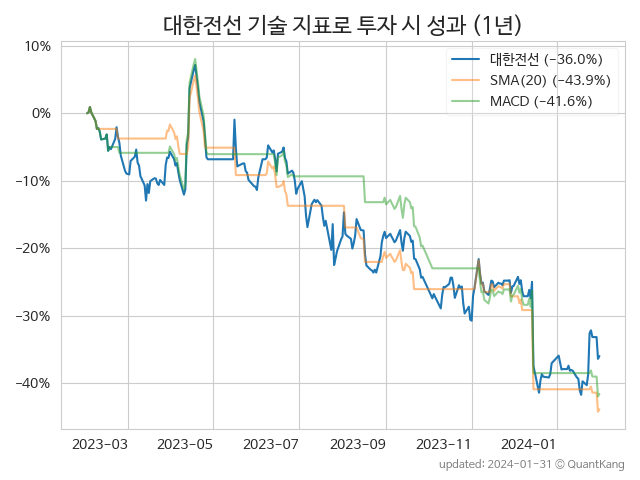 대한전선 기술 지표로 투자 시 성과 (1년)
10%
0%
−10%
−20%
−30%
−40%
대한전선 (−36.0%)
SMA(20) (−43.9%)
MACD (−41.6%)
2023-03
2023-05
2023-07
2023-09
2023-11
2024-01
updated: 2024-01-31 © QuantKang